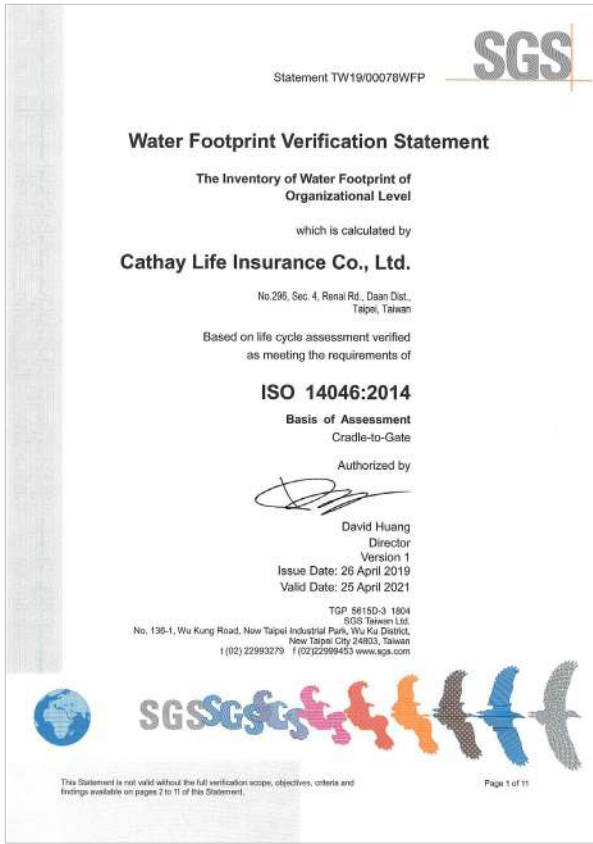 SGS
Statement TW19/00078WFP
Water Footprint Verification Statement
The Inventory of Water Footprint of
Organizational Level
which is calculated by
Cathay Life Insurance Co., Ltd.
No.296, Sec. 4, Renai Rd., Daan Dist.,
Taipei, Taiwan
Based on life cycle assessment verified
as meeting the requirements of
ISO 14046:2014
Basis of Assessment
Cradle-to-Gate
Authorized by
David Huang
Director
Version 1
Issue Date: 26 April 2019
Valid Date: 25 April 2021
TGP 5615D-3 1804
SGS Taiwan Ltd.
No. 136-1, Wu Kung Road, New Taipei Industrial Park, Wu Ku District,
New Taipei City 24803, Taiwan
t (02) 22993279 f (02)22999453 www.sgs.com
SGSSGSSGS
This Statement is not valid without the full verification scope, objectives, criteria and
findings available on pages 2 to 11 of this Statement.
Page 1 of 11